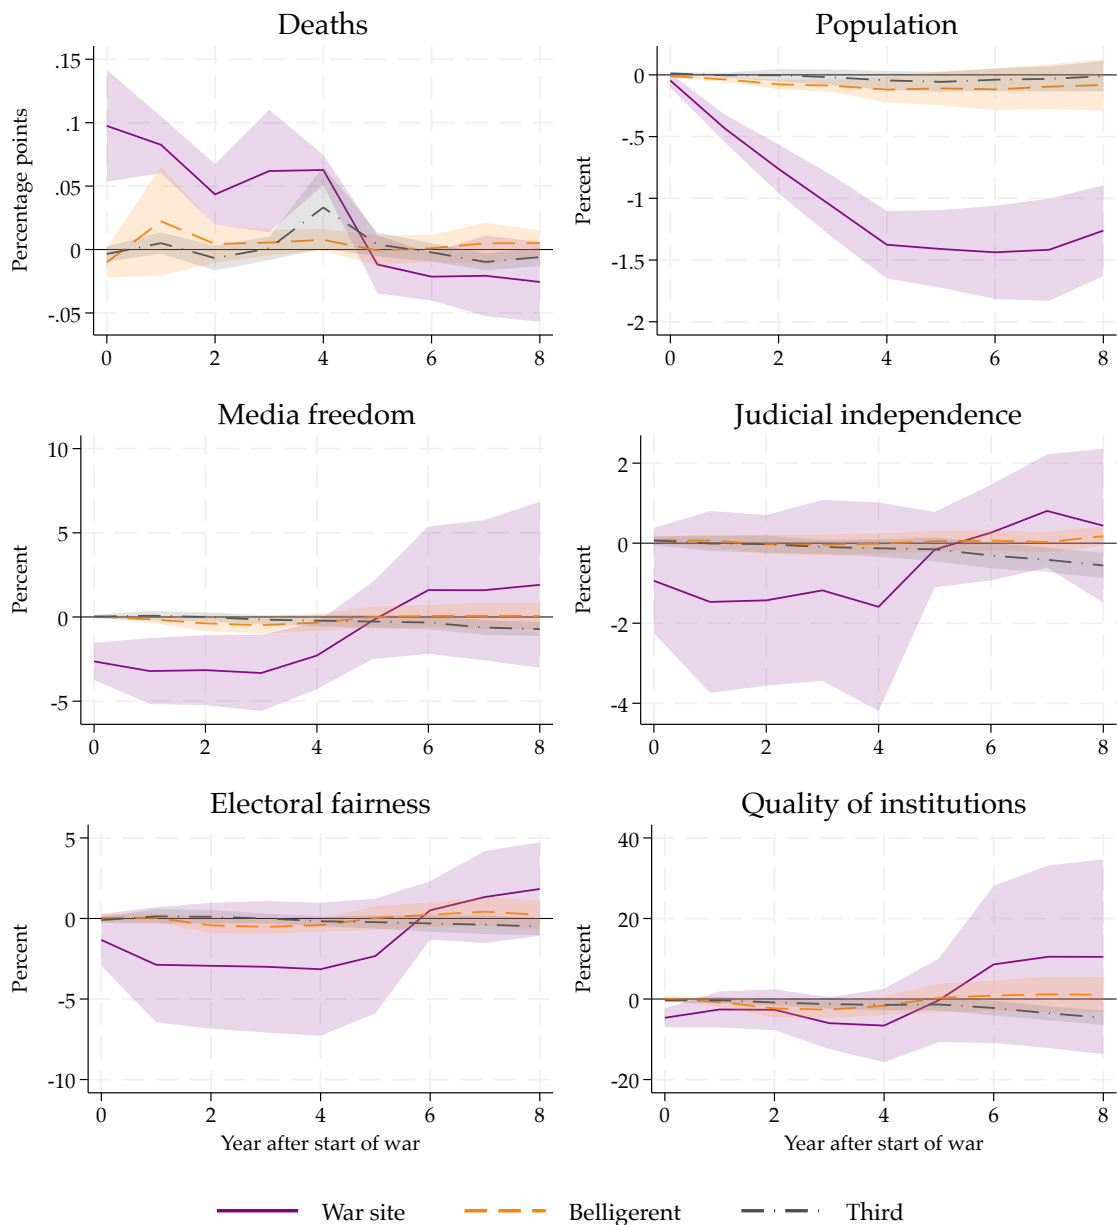 Deaths
Percentage points
.15
.1
.05
0
-.05
0 2 4 6 8
Population
Percent
0
-.5
-1
-1.5
-2
0 2 4 6 8
Media freedom
Percent
10
5
0
-5
0 2 4 6 8
Judicial independence
Percent
2
0
-2
-4
0 2 4 6 8
Electoral fairness
Percent
5
0
-5
-10
0 2 4 6 8
Year after start of war
Quality of institutions
Percent
40
20
0
-20
0 2 4 6 8
Year after start of war
War site Belligerent Third